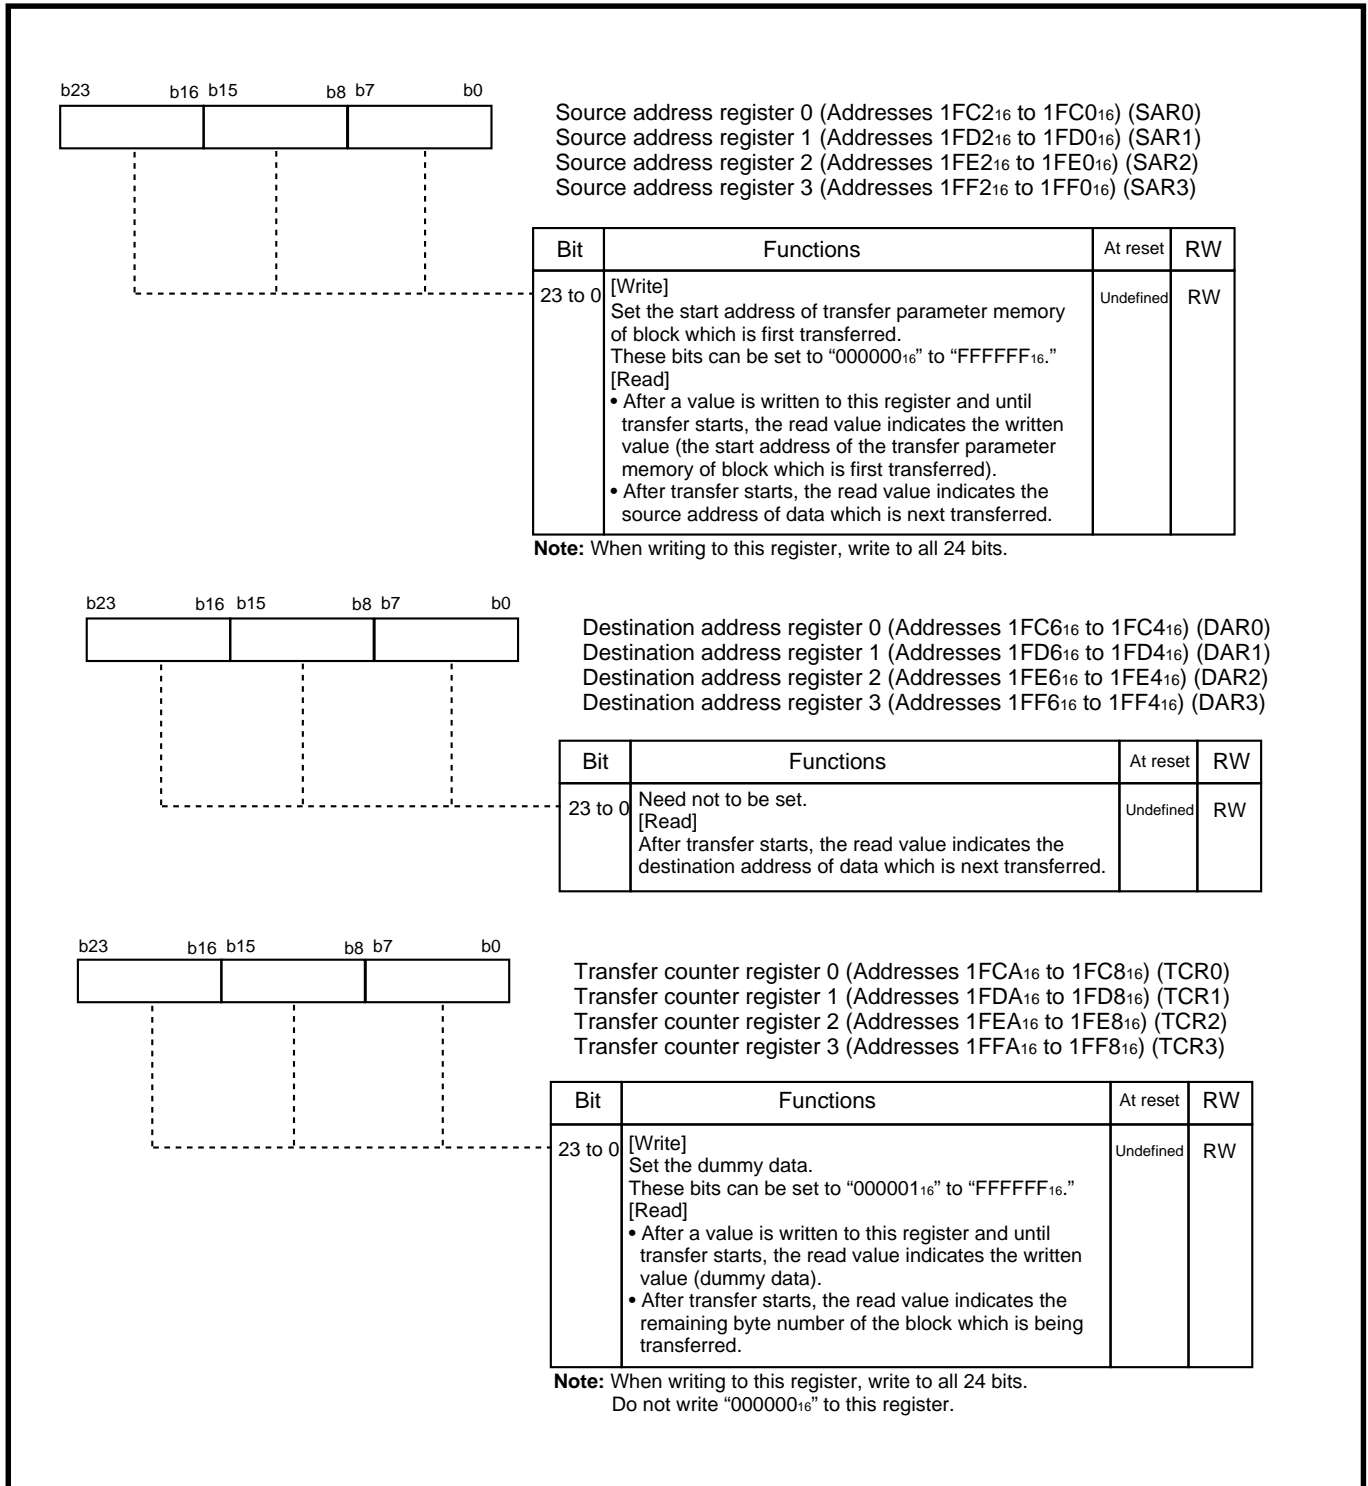 b23 b16 b15 b8 b7 b0
Source address register 0 (Addresses 1FC2₁₆ to 1FC0₁₆) (SAR0)
Source address register 1 (Addresses 1FD2₁₆ to 1FD0₁₆) (SAR1)
Source address register 2 (Addresses 1FE2₁₆ to 1FE0₁₆) (SAR2)
Source address register 3 (Addresses 1FF2₁₆ to 1FF0₁₆) (SAR3)
Bit Functions At reset RW
23 to 0 [Write] Undefined RW
Set the start address of transfer parameter memory
of block which is first transferred.
These bits can be set to “000000₁₆” to “FFFFFF₁₆.”
[Read]
• After a value is written to this register and until
transfer starts, the read value indicates the written
value (the start address of the transfer parameter
memory of block which is first transferred).
• After transfer starts, the read value indicates the
source address of data which is next transferred.
Note: When writing to this register, write to all 24 bits.
b23 b16 b15 b8 b7 b0
Destination address register 0 (Addresses 1FC6₁₆ to 1FC4₁₆) (DAR0)
Destination address register 1 (Addresses 1FD6₁₆ to 1FD4₁₆) (DAR1)
Destination address register 2 (Addresses 1FE6₁₆ to 1FE4₁₆) (DAR2)
Destination address register 3 (Addresses 1FF6₁₆ to 1FF4₁₆) (DAR3)
Bit Functions At reset RW
23 to 0 Need not to be set. Undefined RW
[Read]
After transfer starts, the read value indicates the
destination address of data which is next transferred.
b23 b16 b15 b8 b7 b0
Transfer counter register 0 (Addresses 1FCA₁₆ to 1FC8₁₆) (TCR0)
Transfer counter register 1 (Addresses 1FDA₁₆ to 1FD8₁₆) (TCR1)
Transfer counter register 2 (Addresses 1FEA₁₆ to 1FE8₁₆) (TCR2)
Transfer counter register 3 (Addresses 1FFA₁₆ to 1FF8₁₆) (TCR3)
Bit Functions At reset RW
23 to 0 [Write] Undefined RW
Set the dummy data.
These bits can be set to “000001₁₆” to “FFFFFF₁₆.”
[Read]
• After a value is written to this register and until
transfer starts, the read value indicates the written
value (dummy data).
• After transfer starts, the read value indicates the
remaining byte number of the block which is being
transferred.
Note: When writing to this register, write to all 24 bits.
Do not write “000000₁₆” to this register.